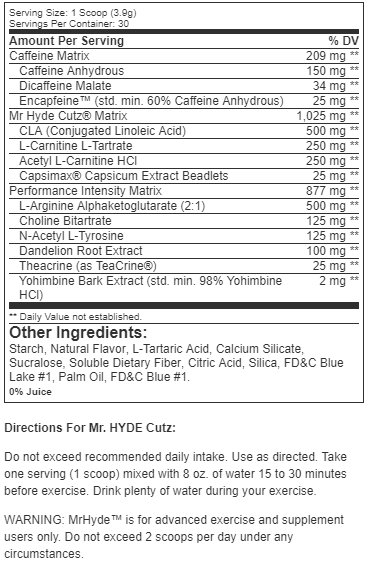 Serving Size: 1 Scoop (3.9g)
Servings Per Container: 30
Amount Per Serving % DV
Caffeine Matrix 209 mg **
Caffeine Anhydrous 150 mg **
Dicaffeine Malate 34 mg **
Encapfeine™ (std. min. 60% Caffeine Anhydrous) 25 mg **
Mr Hyde Cutz® Matrix 1,025 mg **
CLA (Conjugated Linoleic Acid) 500 mg **
L-Carnitine L-Tartrate 250 mg **
Acetyl L-Carnitine HCl 250 mg **
Capsimax® Capsicum Extract Beadlets 25 mg **
Performance Intensity Matrix 877 mg **
L-Arginine Alphaketoglutarate (2:1) 500 mg **
Choline Bitartrate 125 mg **
N-Acetyl L-Tyrosine 125 mg **
Dandelion Root Extract 100 mg **
Theacrine (as TeaCrine®) 25 mg **
Yohimbine Bark Extract (std. min. 98% Yohimbine 2 mg **
HCl)
** Daily Value not established.
Other Ingredients:
Starch, Natural Flavor, L-Tartaric Acid, Calcium Silicate,
Sucralose, Soluble Dietary Fiber, Citric Acid, Silica, FD&C Blue
Lake #1, Palm Oil, FD&C Blue #1.
0% Juice
Directions For Mr. HYDE Cutz:
Do not exceed recommended daily intake. Use as directed. Take
one serving (1 scoop) mixed with 8 oz. of water 15 to 30 minutes
before exercise. Drink plenty of water during your exercise.
WARNING: MrHyde™ is for advanced exercise and supplement
users only. Do not exceed 2 scoops per day under any
circumstances.